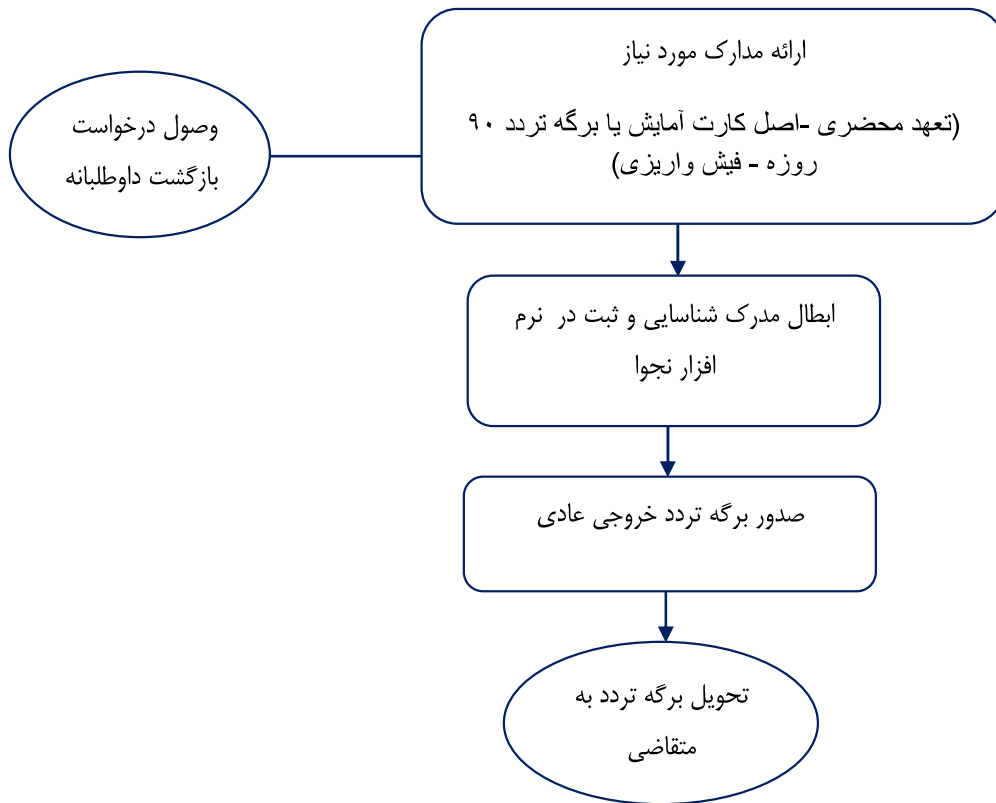 وصول درخواست
بازگشت داوطلبانه
ارائه مدارک مورد نیاز
(تعهد محضری -اصل کارت آمایش یا برگه تردد ۹۰
روزه - فیش واریزی)
ابطال مدرک شناسایی و ثبت در نرم
افزار نجوا
صدور برگه تردد خروجی عادی
تحویل برگه تردد به
متقاضی